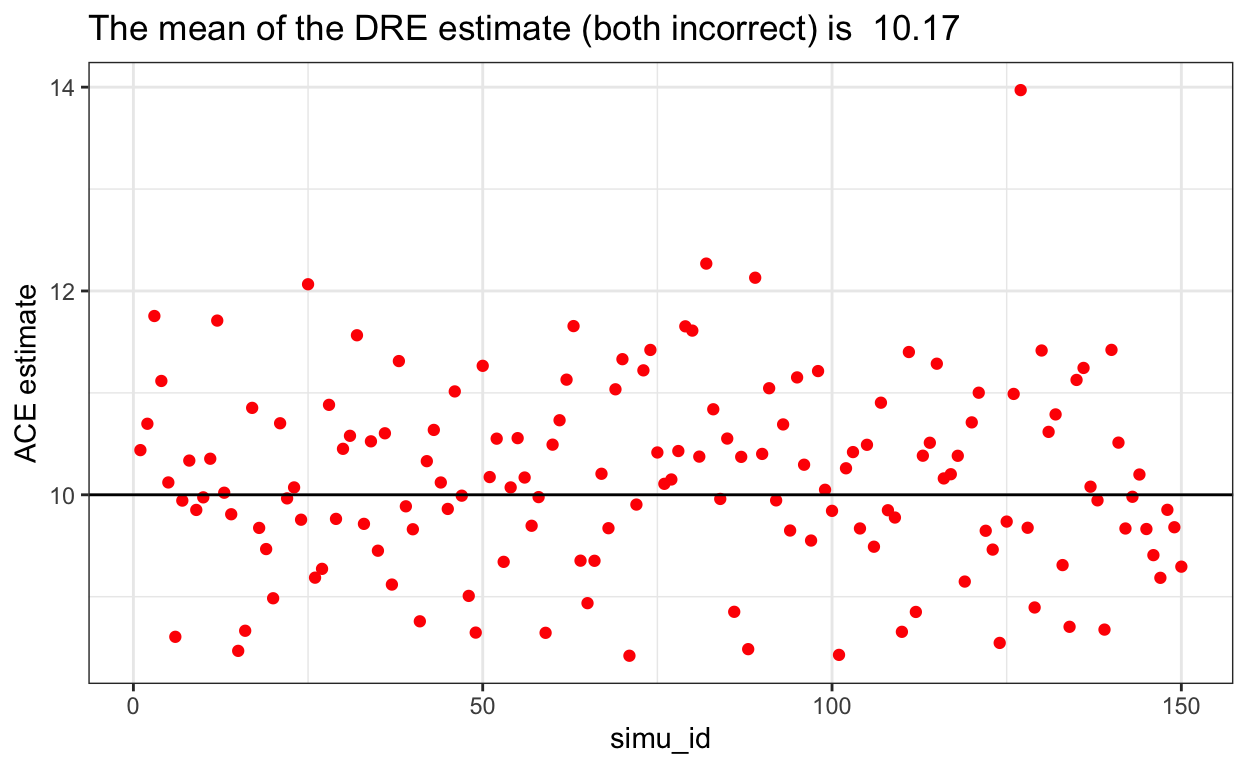 The mean of the DRE estimate (both incorrect) is  10.17
14
12
10
ACE estimate
0 50 100 150
simu_id